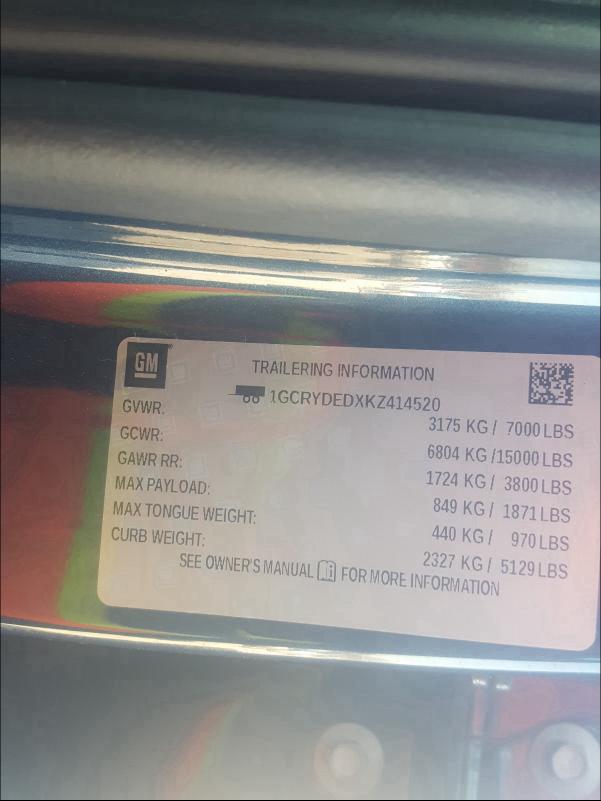 GM
TRAILERING INFORMATION
1GCRYDEDXKZ414520
GVWR: 3175 KG / 7000 LBS
GCWR: 6804 KG /15000 LBS
GAWR RR: 1724 KG / 3800 LBS
MAX PAYLOAD: 849 KG / 1871 LBS
MAX TONGUE WEIGHT: 440 KG / 970 LBS
CURB WEIGHT: 2327 KG / 5129 LBS
SEE OWNER'S MANUAL FOR MORE INFORMATION